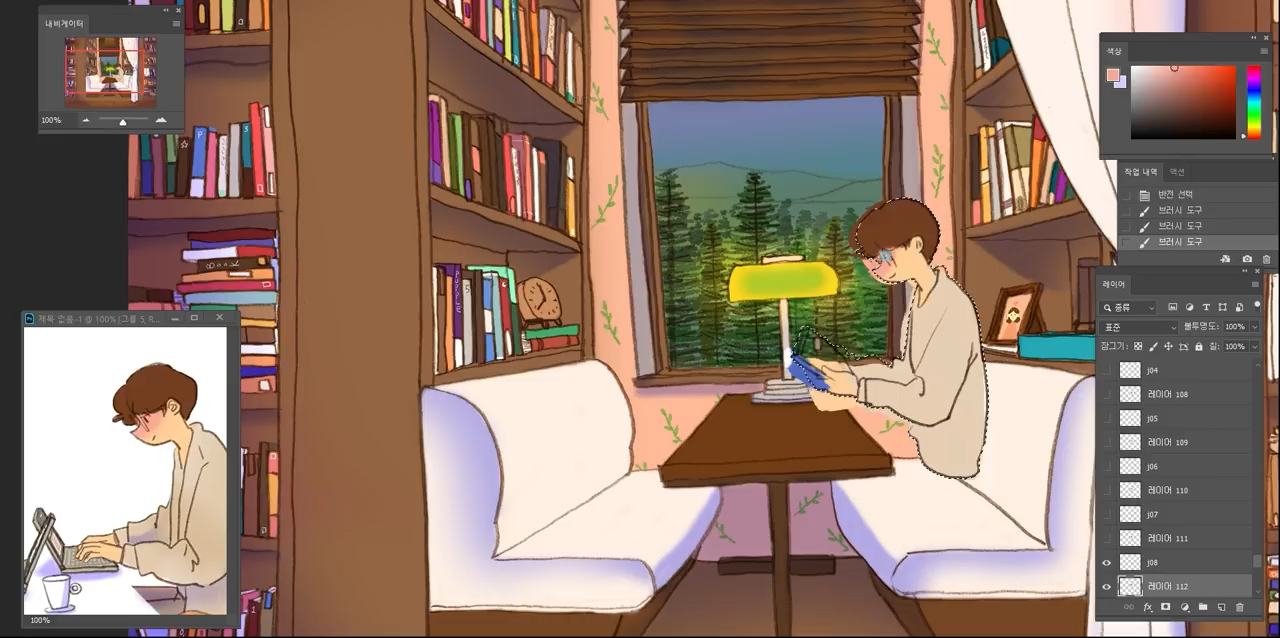 내비게이터
100%
제목 없음-1 @ 100% (그룹 5, R...
100%
색상
작업 내역
액션
반전 선택
브러시 도구
브러시 도구
브러시 도구
레이어
종류
표준
불투명도: 100%
잠그기:
칠: 100%
j04
레이어 108
j05
레이어 109
j06
레이어 110
j07
레이어 111
j08
레이어 112